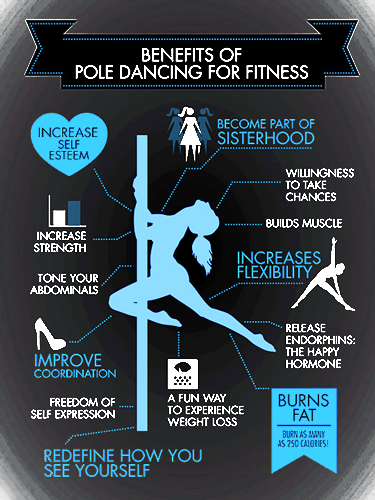 BENEFITS OF
POLE DANCING FOR FITNESS
INCREASE
SELF
ESTEEM
BECOME PART OF
SISTERHOOD
WILLINGNESS
TO TAKE
CHANCES
INCREASE
STRENGTH
BUILDS MUSCLE
INCREASES
FLEXIBILITY
TONE YOUR
ABDOMINALS
RELEASE
ENDORPHINS:
THE HAPPY
HORMONE
IMPROVE
COORDINATION
FREEDOM OF
SELF EXPRESSION
A FUN WAY
TO EXPERIENCE
WEIGHT LOSS
BURNS
FAT
BURN AS MANY
AS 250 CALORIES!
REDEFINE HOW YOU
SEE YOURSELF